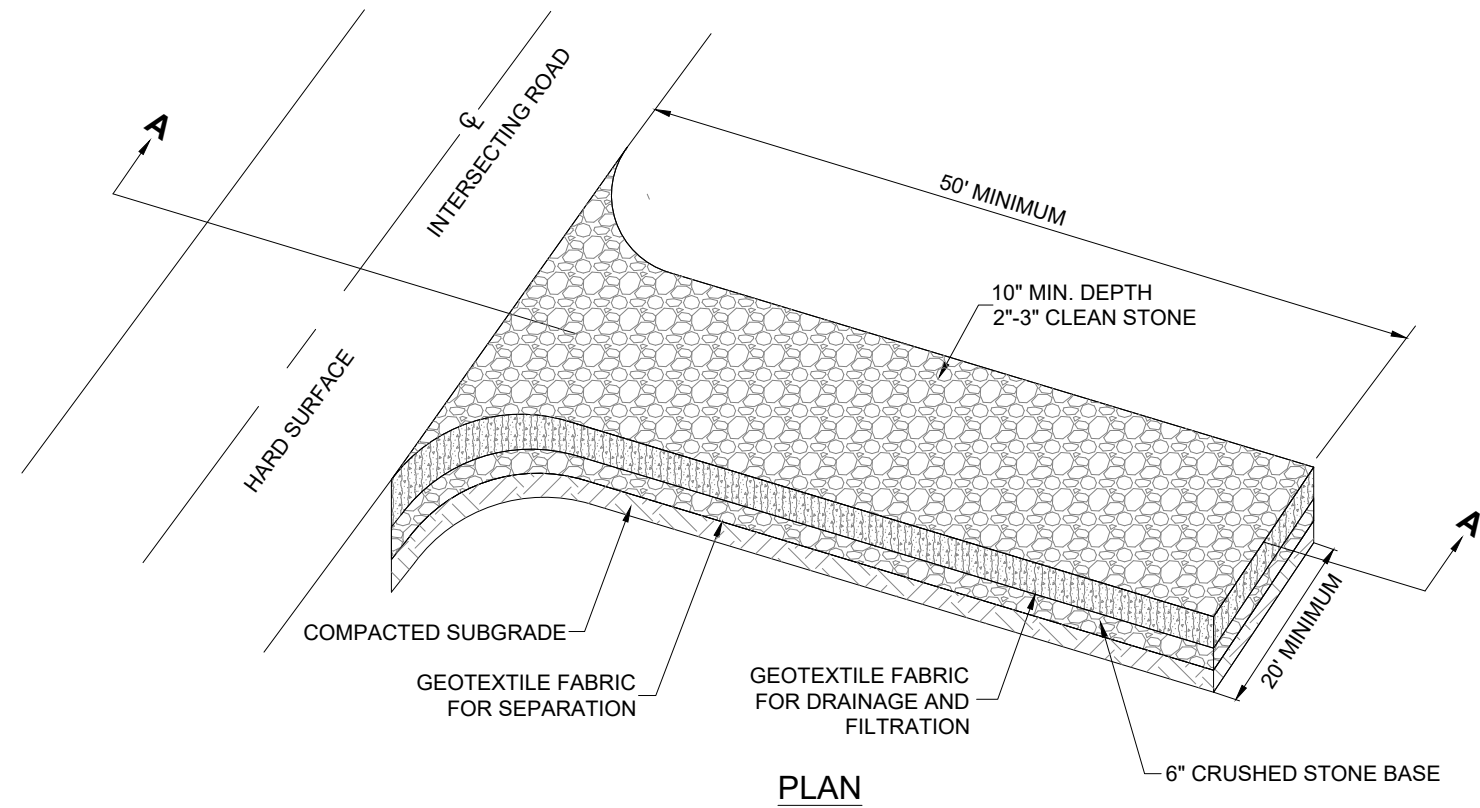 A
℄
INTERSECTING ROAD
HARD SURFACE
50' MINIMUM
10" MIN. DEPTH
2"-3" CLEAN STONE
A
20' MINIMUM
COMPACTED SUBGRADE
GEOTEXTILE FABRIC
FOR SEPARATION
GEOTEXTILE FABRIC
FOR DRAINAGE AND
FILTRATION
6" CRUSHED STONE BASE
PLAN